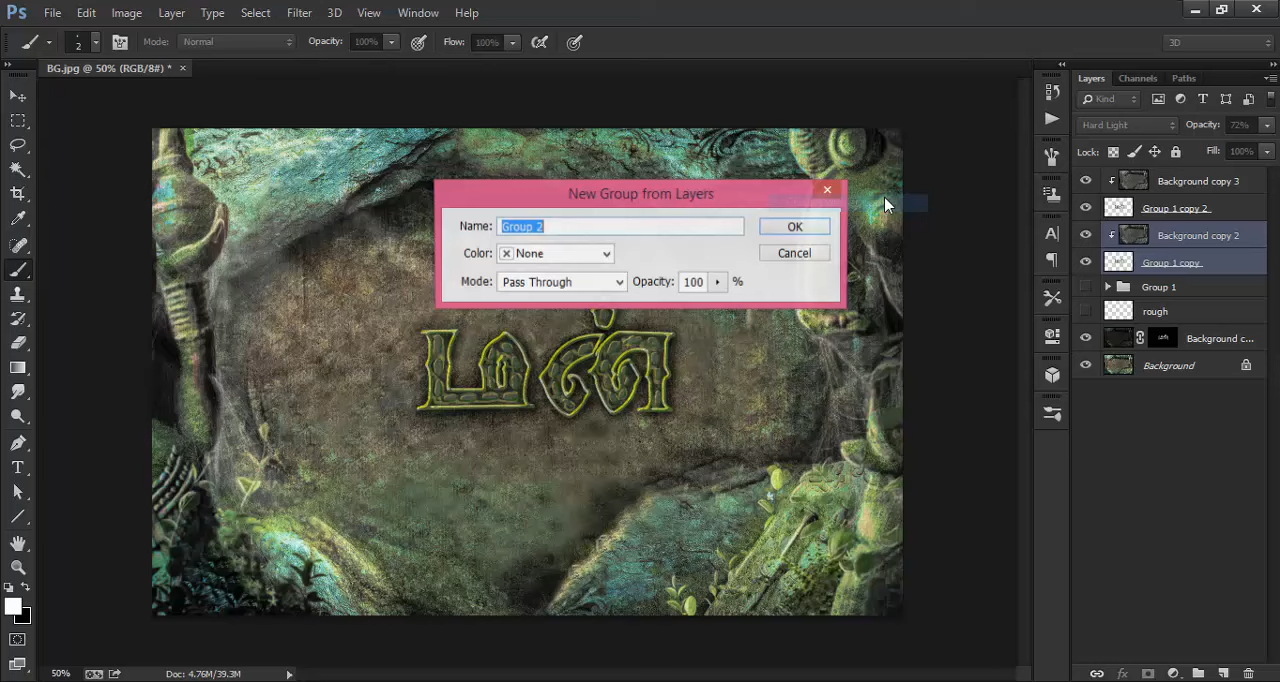 Ps File Edit Image Layer Type Select Filter 3D View Window Help
2 Mode: Normal Opacity: 100% Flow: 100% 3D
BG.jpg @ 50% (RGB/8#) * ×
Layers Channels Paths
Kind
Hard Light Opacity: 72%
Lock: Fill: 100%
Background copy 3
Group 1 copy 2
Background copy 2
Group 1 copy
Group 1
rough
Background c...
Background
New Group from Layers
Name: Group 2 OK
Color: None Cancel
Mode: Pass Through Opacity: 100 %
50% Doc: 4.76M/39.3M